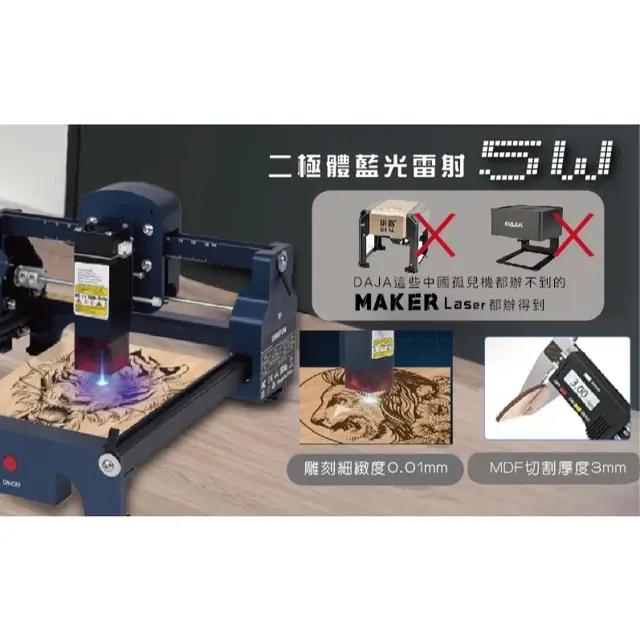 二極體藍光雷射 5W
DAJA
DAJA這些中國孤兒機都辦不到的
MAKER Laser都辦得到
3.00
雕刻細緻度0.01mm
MDF切割厚度3mm
ON/OFF